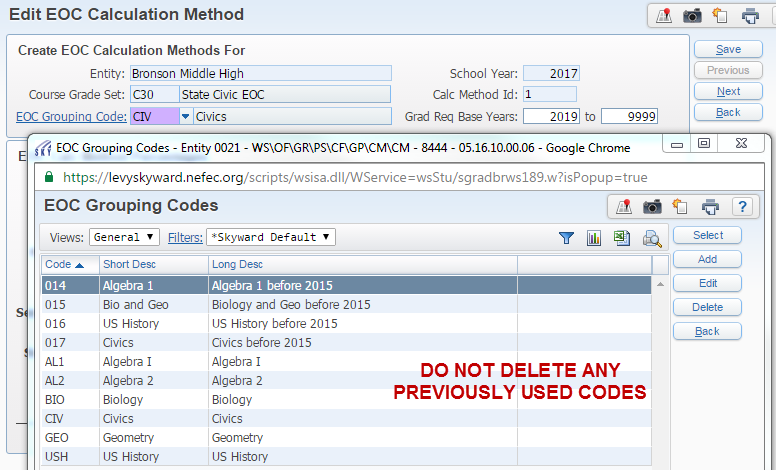 Edit EOC Calculation Method
Create EOC Calculation Methods For
Entity: Bronson Middle High School Year: 2017
Course Grade Set: C30 State Civic EOC Calc Method Id: 1
EOC Grouping Code: CIV Civics Grad Req Base Years: 2019 to 9999
Save
Previous
Next
Back
SKY EOC Grouping Codes - Entity 0021 - WS\OF\GR\PS\CF\GP\CM\CM - 8444 - 05.16.10.00.06 - Google Chrome
https://levyskyward.nefec.org/scripts/wsisa.dll/WService=wsStu/sgradbrws189.w?isPopup=true
EOC Grouping Codes ?
Views: General Filters: *Skyward Default
Code Short Desc Long Desc
014 Algebra 1 Algebra 1 before 2015
015 Bio and Geo Biology and Geo before 2015
016 US History US History before 2015
017 Civics Civics before 2015
AL1 Algebra I Algebra I
AL2 Algebra 2 Algebra 2
BIO Biology Biology
CIV Civics Civics
GEO Geometry Geometry
USH US History US History
DO NOT DELETE ANY
PREVIOUSLY USED CODES
Select
Add
Edit
Delete
Back